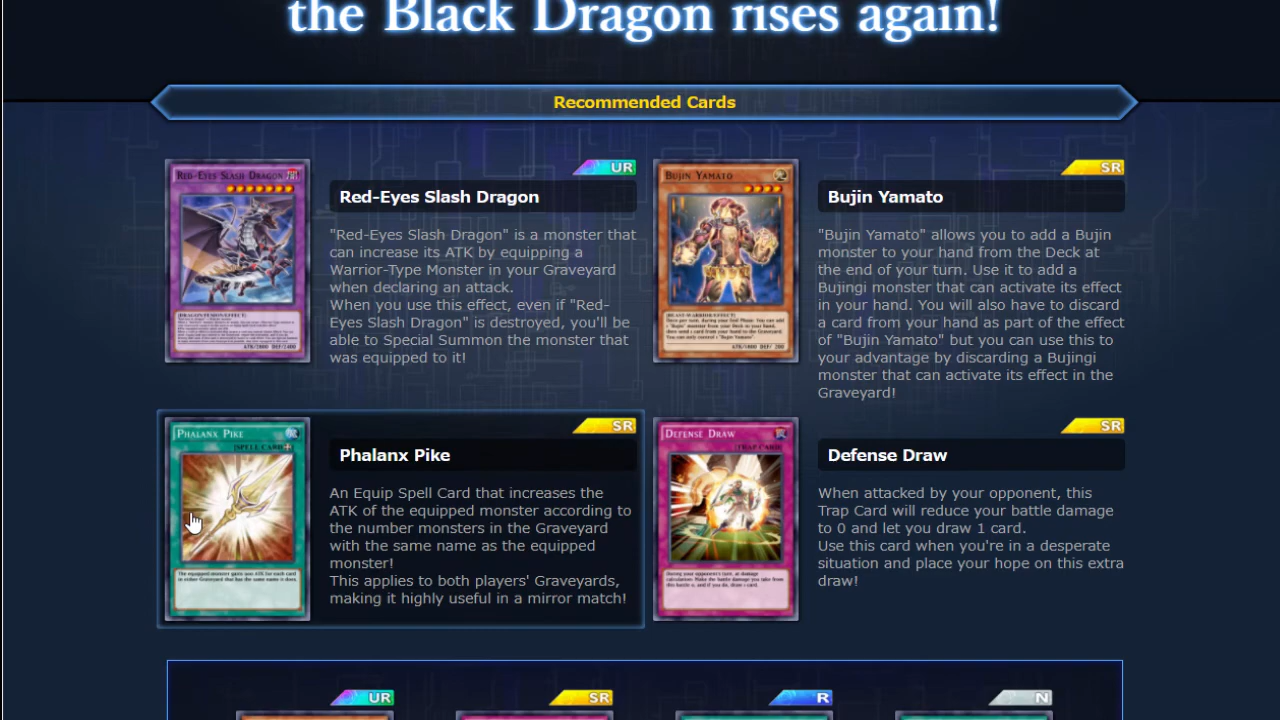 the Black Dragon rises again!
Recommended Cards
UR
RED-EYES SLASH DRAGON
Red-Eyes Slash Dragon
"Red-Eyes Slash Dragon" is a monster that
can increase its ATK by equipping a
Warrior-Type Monster in your Graveyard
when declaring an attack.
When you use this effect, even if "Red-
Eyes Slash Dragon" is destroyed, you'll be
able to Special Summon the monster that
was equipped to it!
SR
BUJIN YAMATO
Bujin Yamato
"Bujin Yamato" allows you to add a Bujin
monster to your hand from the Deck at
the end of your turn. Use it to add a
Bujingi monster that can activate its effect
in your hand. You will also have to discard
a card from your hand as part of the effect
of "Bujin Yamato" but you can use this to
your advantage by discarding a Bujingi
monster that can activate its effect in the
Graveyard!
SR
PHALANX PIKE
Phalanx Pike
An Equip Spell Card that increases the
ATK of the equipped monster according to
the number monsters in the Graveyard
with the same name as the equipped
monster!
This applies to both players' Graveyards,
making it highly useful in a mirror match!
SR
DEFENSE DRAW
Defense Draw
When attacked by your opponent, this
Trap Card will reduce your battle damage
to 0 and let you draw 1 card.
Use this card when you're in a desperate
situation and place your hope on this extra
draw!
UR
SR
R
N